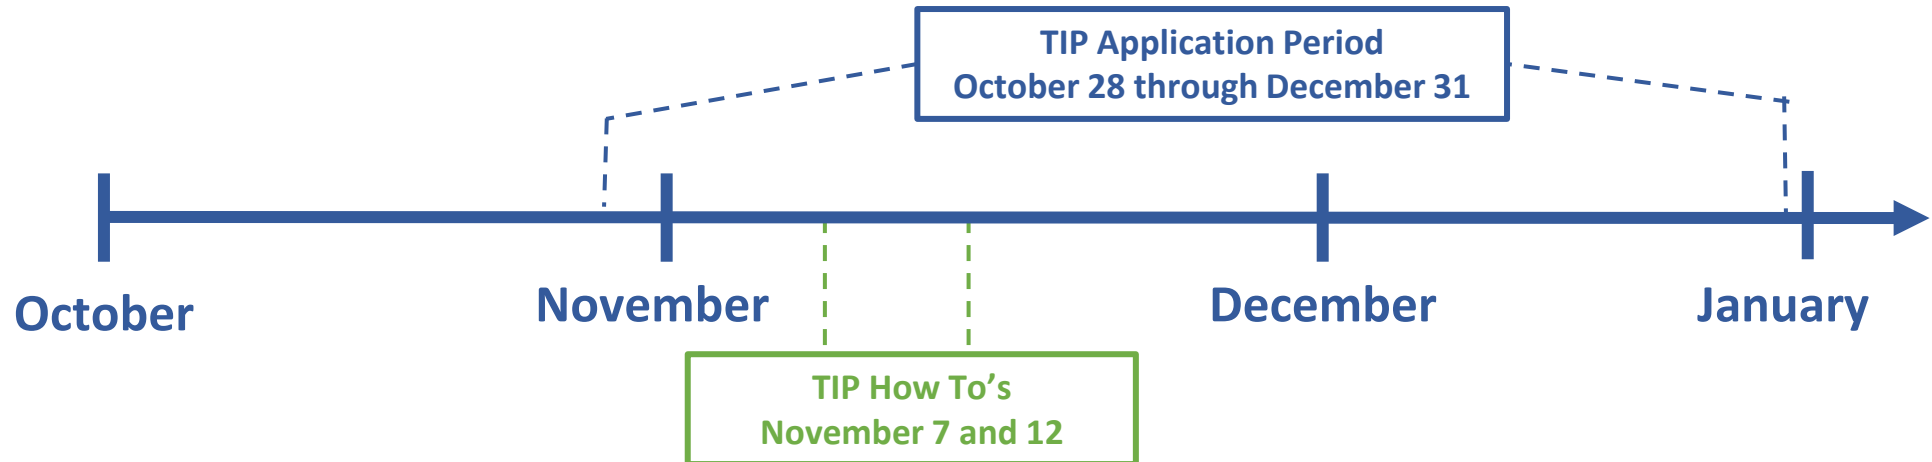 TIP Application Period
October 28 through December 31
October
November
December
January
TIP How To’s
November 7 and 12